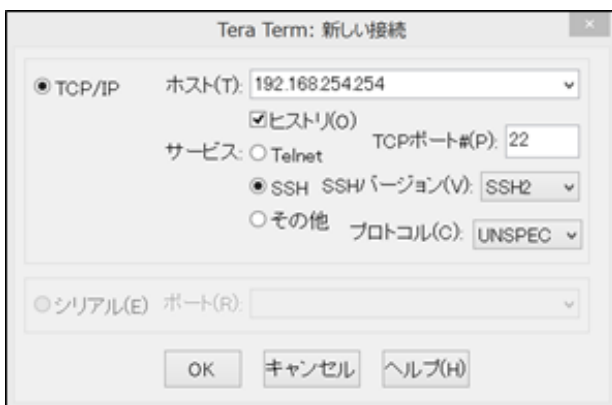 Tera Term: 新しい接続
TCP/IP ホスト(T): 192.168.254.254
ヒストリ(O)
サービス: Telnet TCPポート#(P): 22
SSH SSHバージョン(V): SSH2
その他 プロトコル(C): UNSPEC
シリアル(E) ポート(R):
OK キャンセル ヘルプ(H)